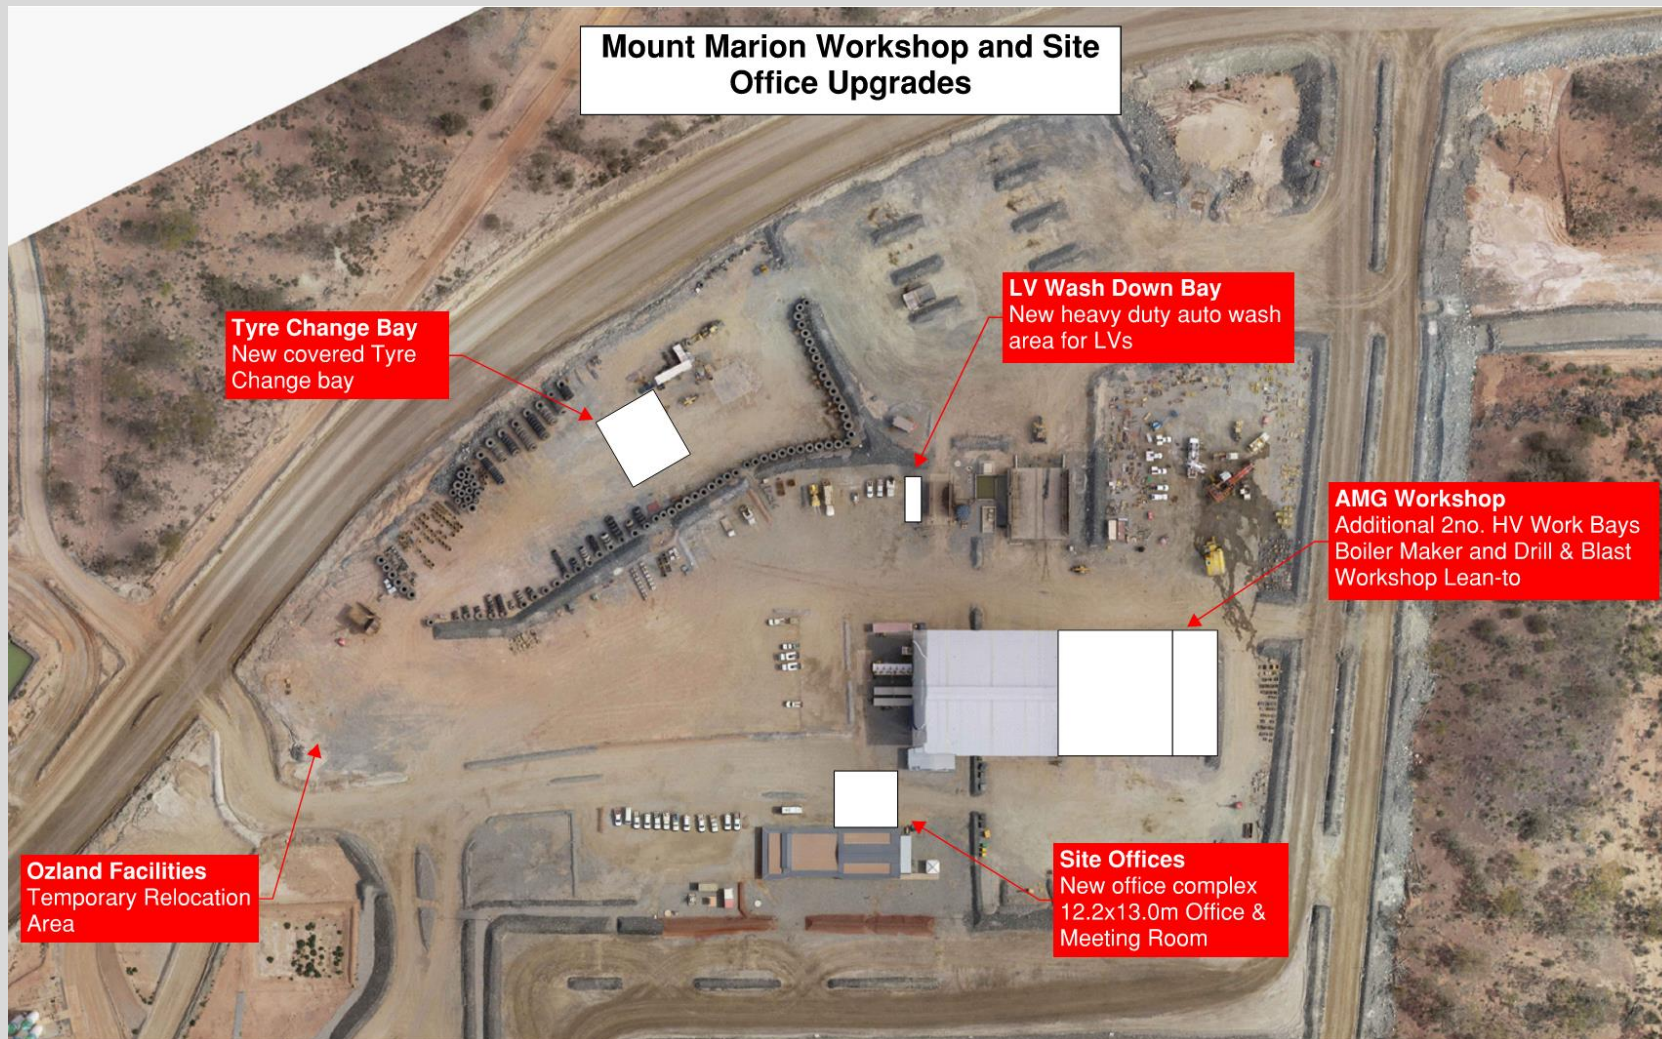 Mount Marion Workshop and Site
Office Upgrades
Tyre Change Bay
New covered Tyre
Change bay
LV Wash Down Bay
New heavy duty auto wash
area for LVs
AMG Workshop
Additional 2no. HV Work Bays
Boiler Maker and Drill & Blast
Workshop Lean-to
Ozland Facilities
Temporary Relocation
Area
Site Offices
New office complex
12.2x13.0m Office &
Meeting Room